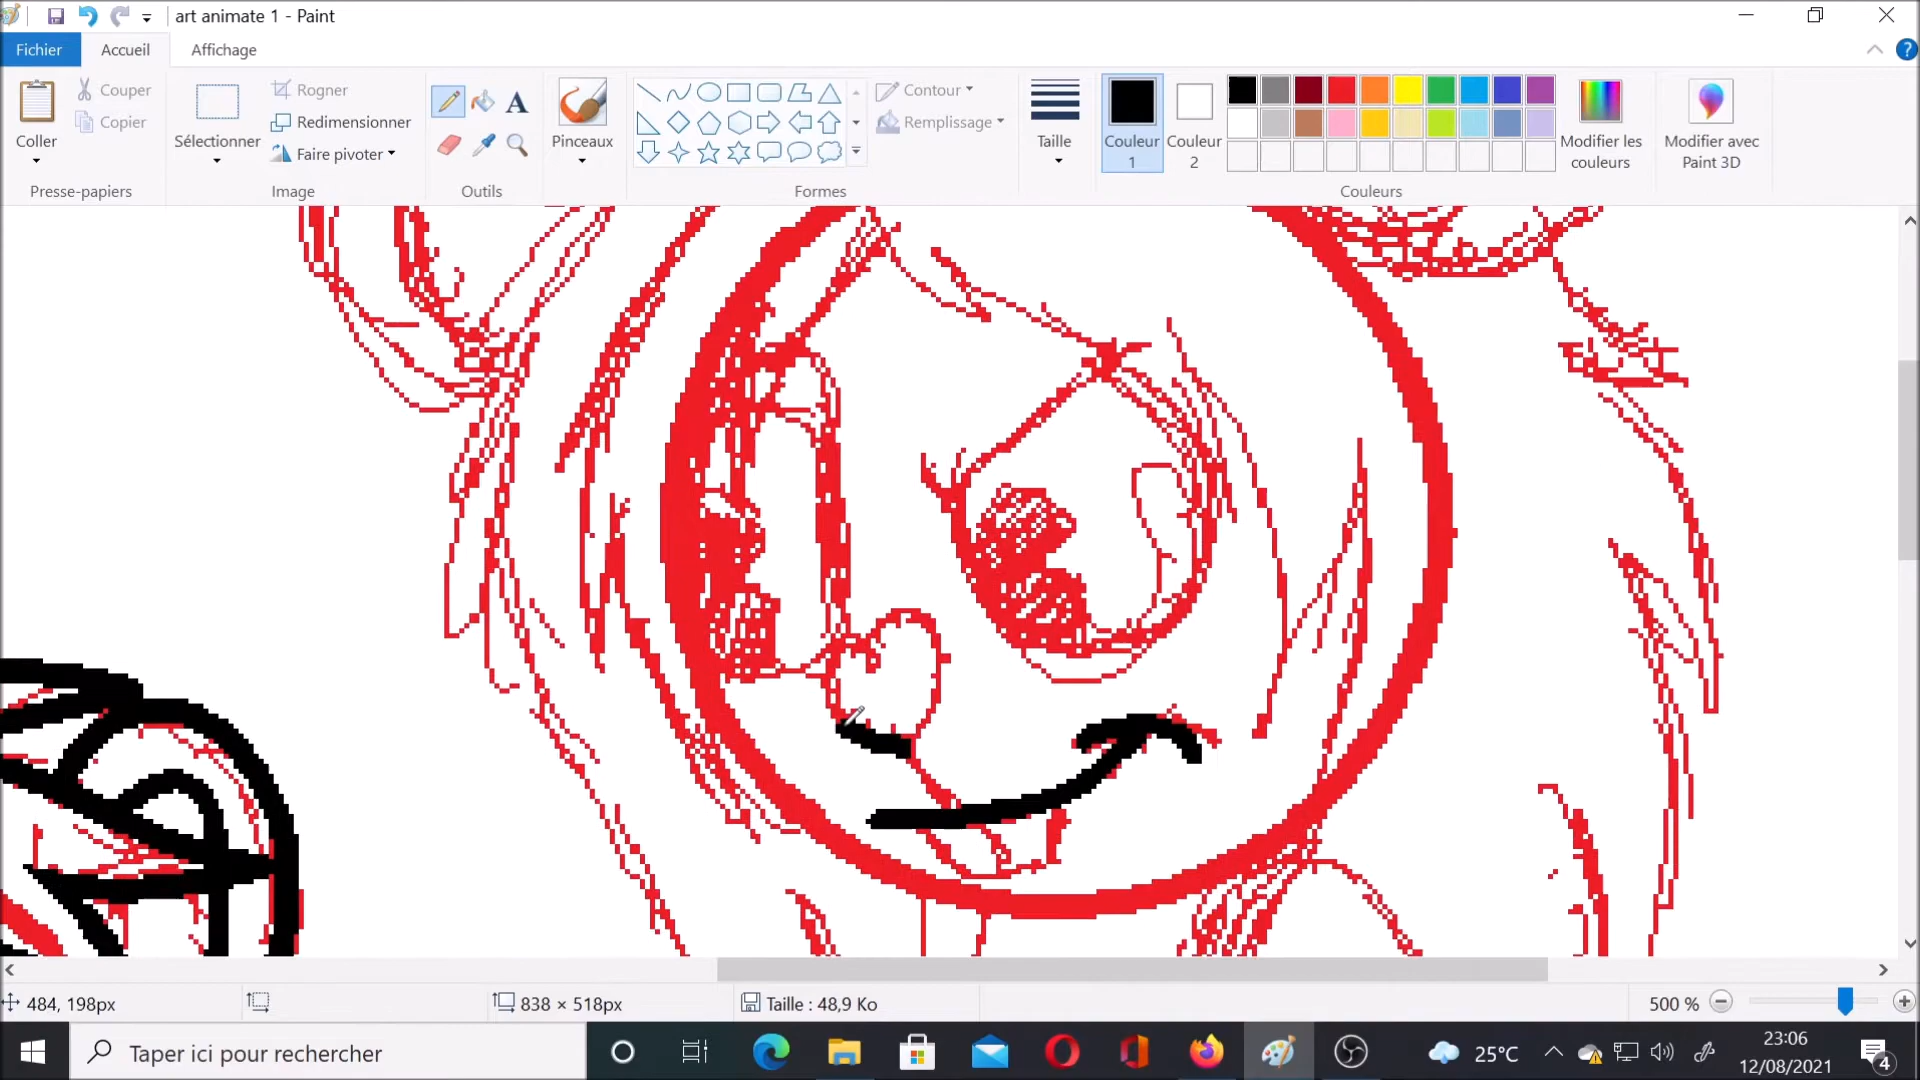 art animate 1 - Paint
Fichier
Accueil
Affichage
Coller
Couper
Copier
Presse-papiers
Sélectionner
Rogner
Redimensionner
Faire pivoter
Image
A
Outils
Pinceaux
Formes
Contour
Remplissage
Taille
Couleur
1
Couleur
2
Modifier les
couleurs
Couleurs
Modifier avec
Paint 3D
?
484, 198px
838 × 518px
Taille : 48,9 Ko
500 %
Taper ici pour rechercher
25°C
23:06
12/08/2021
4